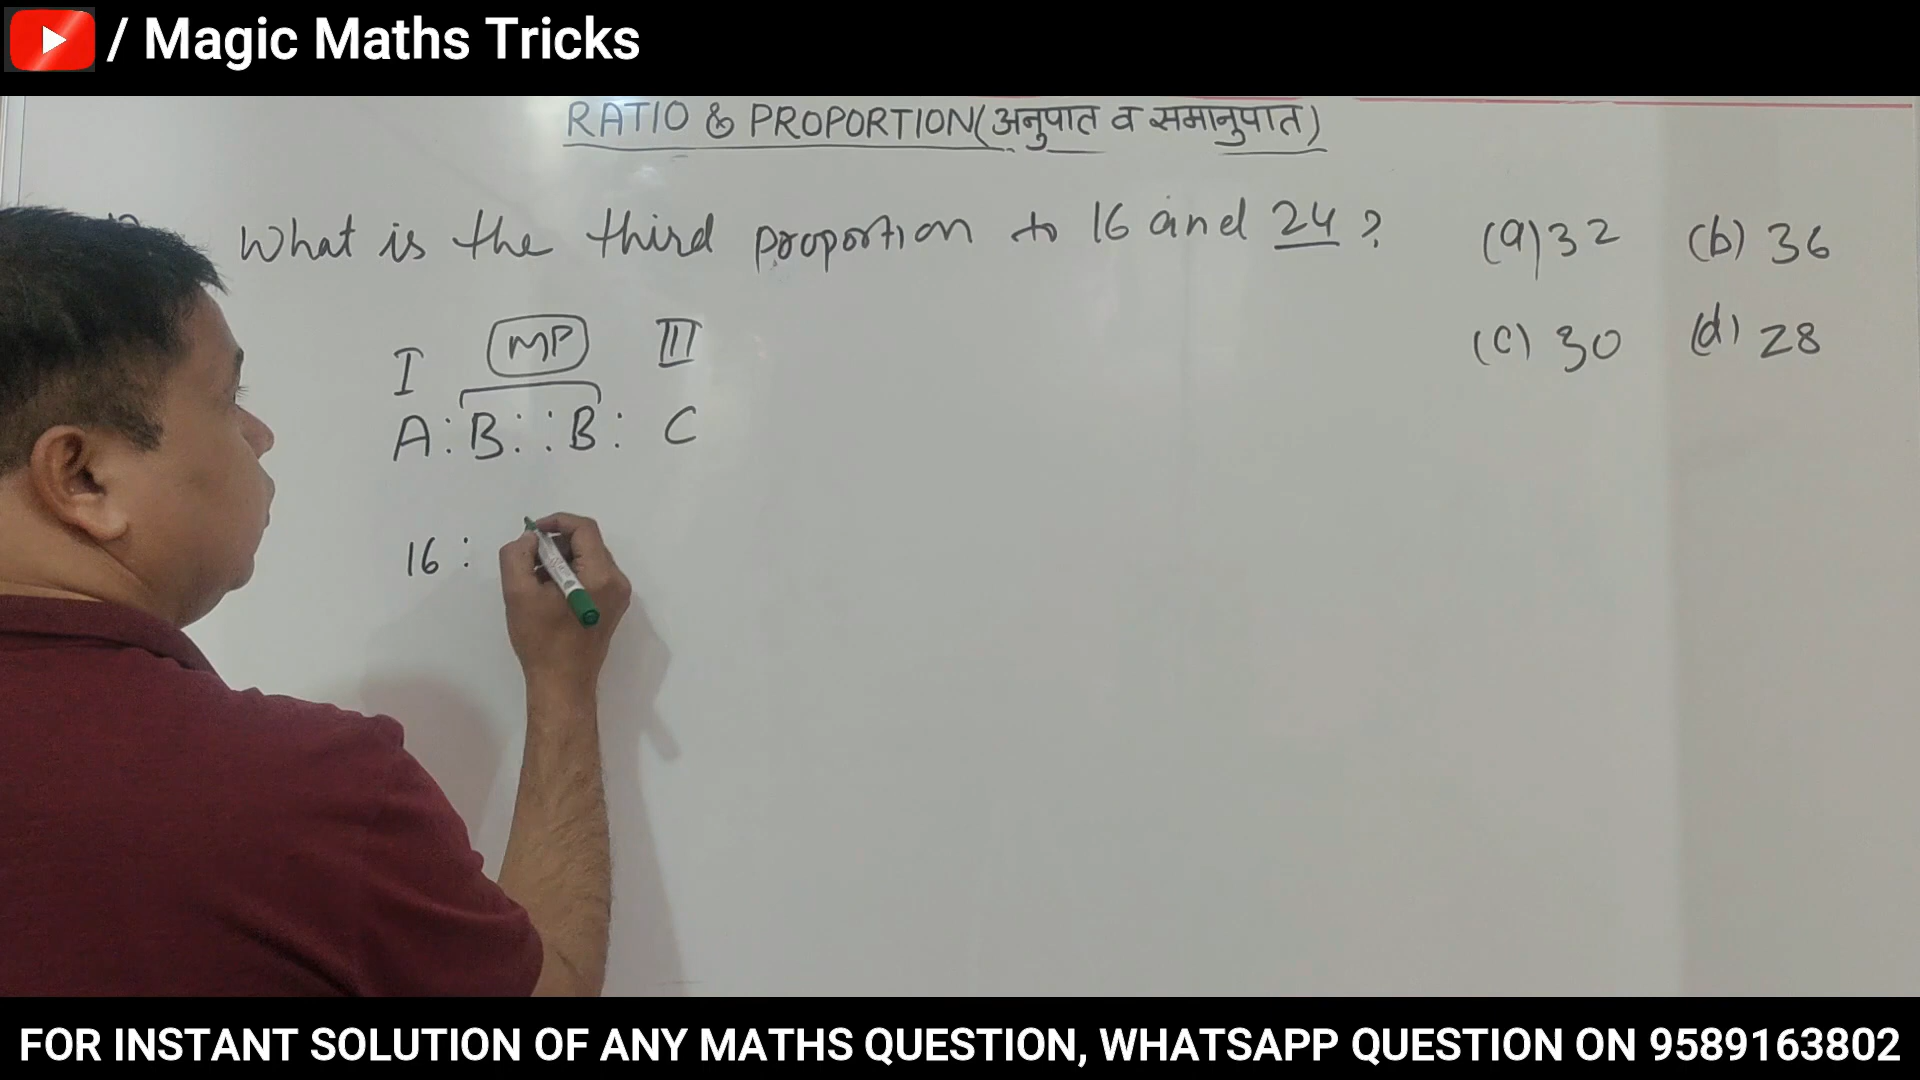 / Magic Maths Tricks
RATIO & PROPORTION(अनुपात व समानुपात)
What is the third proportion to 16 and 24 ? (a) 32 (b) 36
(c) 30 (d) 28
I MP III
A : B : : B : C
16 :
FOR INSTANT SOLUTION OF ANY MATHS QUESTION, WHATSAPP QUESTION ON 9589163802